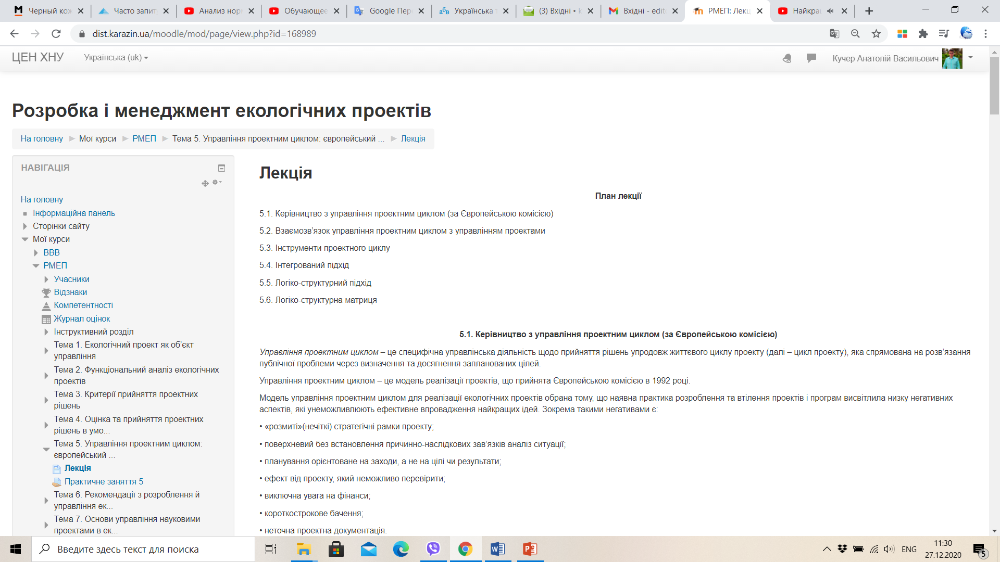 Черный кож
Часто запит
Анализ нор
Обучающее
Google Пер
Українська
(3) Вхідні •
Вхідні - edit
РМЕП: Лекц
Найкра
dist.karazin.ua/moodle/mod/page/view.php?id=168989
ЦЕН ХНУ
Українська (uk)
Кучер Анатолій Васильович
Розробка і менеджмент екологічних проектів
На головну ► Мої курси ► РМЕП ► Тема 5. Управління проектним циклом: європейський ... ► Лекція
НАВІГАЦІЯ
На головну
Інформаційна панель
Сторінки сайту
Мої курси
ВВВ
РМЕП
Учасники
Відзнаки
Компетентності
Журнал оцінок
Інструктивний розділ
Тема 1. Екологічний проект як об’єкт
управління
Тема 2. Функціональний аналіз екологічних
проектів
Тема 3. Критерії прийняття проектних
рішень
Тема 4. Оцінка та прийняття проектних
рішень в умо...
Тема 5. Управління проектним циклом:
європейський ...
Лекція
Практичне заняття 5
Тема 6. Рекомендації з розроблення й
управління ек...
Тема 7. Основи управління науковими
проектами в ек...
Лекція
План лекції
5.1. Керівництво з управління проектним циклом (за Європейською комісією)
5.2. Взаємозв’язок управління проектним циклом з управлінням проектами
5.3. Інструменти проектного циклу
5.4. Інтегрований підхід
5.5. Логіко-структурний підхід
5.6. Логіко-структурна матриця
5.1. Керівництво з управління проектним циклом (за Європейською комісією)
Управління проектним циклом – це специфічна управлінська діяльність щодо прийняття рішень упродовж життєвого циклу проекту (далі – цикл проекту), яка спрямована на розв’язання
публічної проблеми через визначення та досягнення запланованих цілей.
Управління проектним циклом – це модель реалізації проектів, що прийнята Європейською комісією в 1992 році.
Модель управління проектним циклом для реалізації екологічних проектів обрана тому, що наявна практика розроблення та втілення проектів і програм висвітлила низку негативних
аспектів, які унеможливлюють ефективне впровадження найкращих ідей. Зокрема такими негативами є:
• «розмиті»(нечіткі) стратегічні рамки проекту;
• поверхневий без встановлення причинно-наслідкових зав’язків аналіз ситуації;
• планування орієнтоване на заходи, а не на цілі чи результати;
• ефект від проекту, який неможливо перевірити;
• виключна увага на фінанси;
• короткострокове бачення;
• неточна проектна документація.
Введите здесь текст для поиска
ENG
11:30
27.12.2020
5